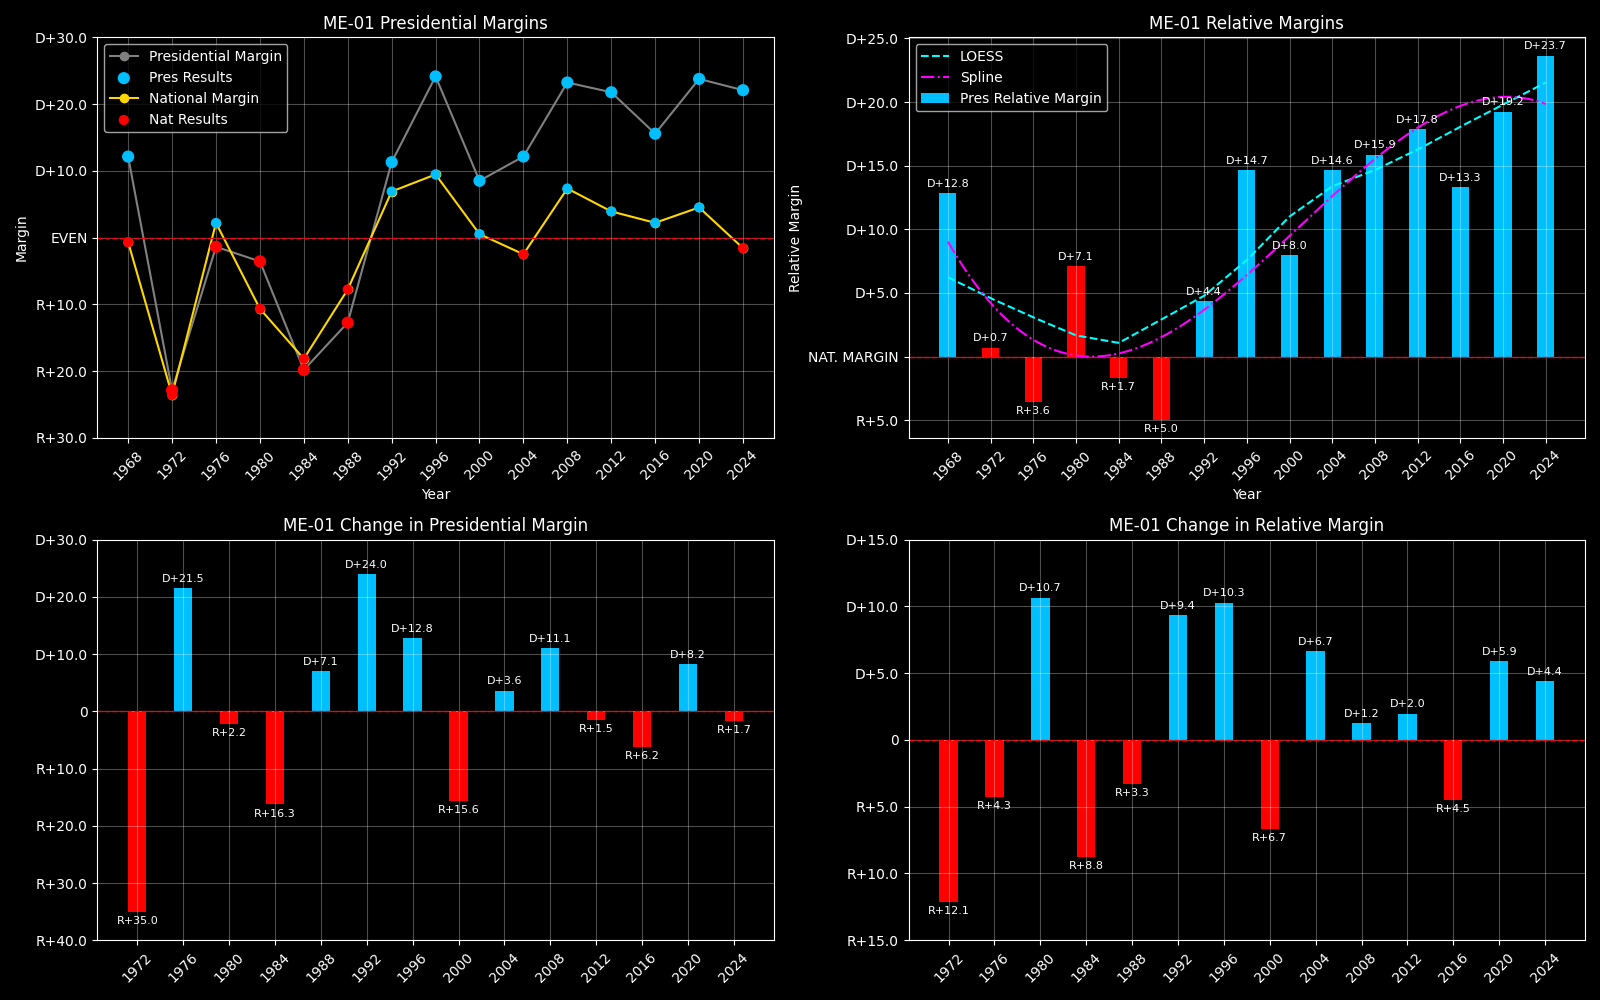 ME-01 Presidential Margins
D+30.0
D+20.0
D+10.0
EVEN
R+10.0
R+20.0
R+30.0
Margin
Presidential Margin
Pres Results
National Margin
Nat Results
1968
1972
1976
1980
1984
1988
1992
1996
2000
2004
2008
2012
2016
2020
2024
Year
ME-01 Relative Margins
D+25.0
D+20.0
D+15.0
D+10.0
D+5.0
NAT. MARGIN
R+5.0
Relative Margin
LOESS
Spline
Pres Relative Margin
D+12.8
D+0.7
R+3.6
D+7.1
R+1.7
R+5.0
D+4.4
D+14.7
D+8.0
D+14.6
D+15.9
D+17.8
D+13.3
D+19.2
D+23.7
1968
1972
1976
1980
1984
1988
1992
1996
2000
2004
2008
2012
2016
2020
2024
Year
ME-01 Change in Presidential Margin
D+30.0
D+20.0
D+10.0
0
R+10.0
R+20.0
R+30.0
R+40.0
R+35.0
D+21.5
R+2.2
R+16.3
D+7.1
D+24.0
D+12.8
R+15.6
D+3.6
D+11.1
R+1.5
R+6.2
D+8.2
R+1.7
1972
1976
1980
1984
1988
1992
1996
2000
2004
2008
2012
2016
2020
2024
ME-01 Change in Relative Margin
D+15.0
D+10.0
D+5.0
0
R+5.0
R+10.0
R+15.0
R+12.1
R+4.3
D+10.7
R+8.8
R+3.3
D+9.4
D+10.3
R+6.7
D+6.7
D+1.2
D+2.0
R+4.5
D+5.9
D+4.4
1972
1976
1980
1984
1988
1992
1996
2000
2004
2008
2012
2016
2020
2024